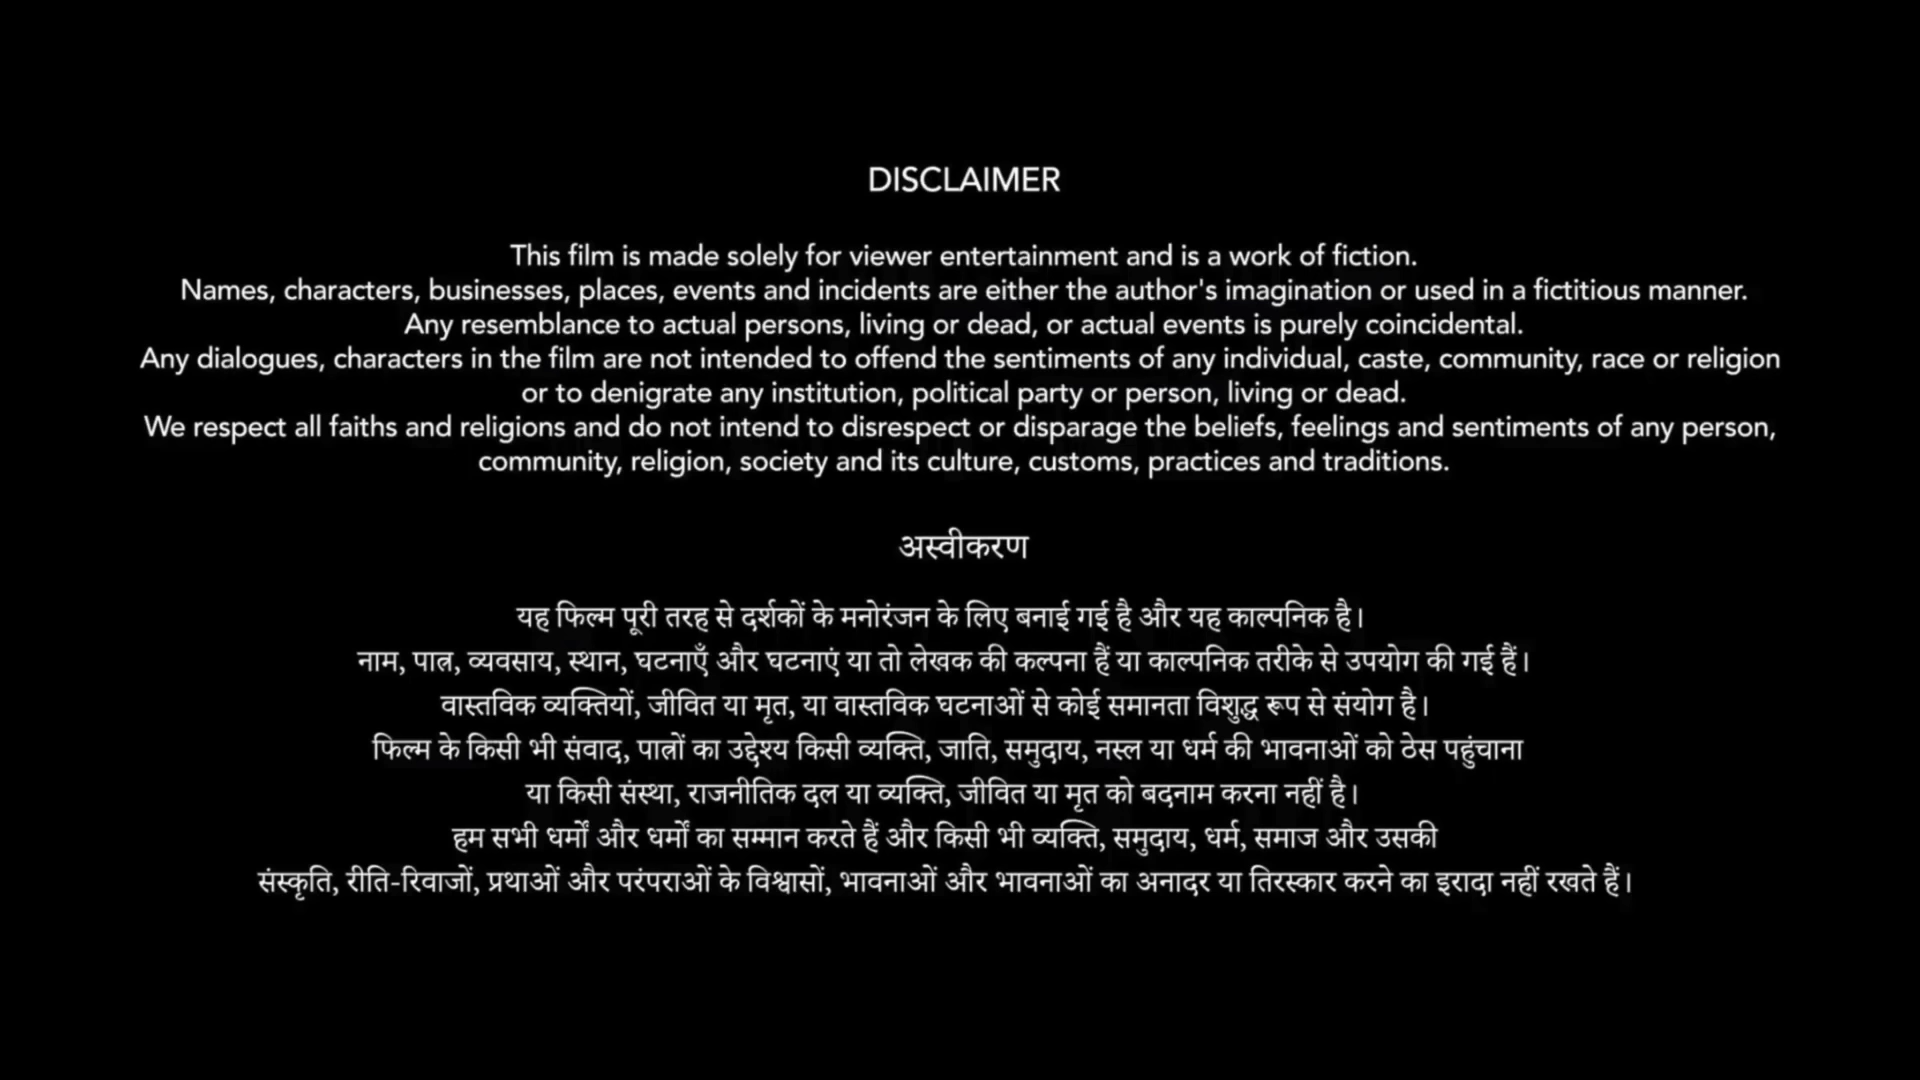 DISCLAIMER
This film is made solely for viewer entertainment and is a work of fiction.
Names, characters, businesses, places, events and incidents are either the author's imagination or used in a fictitious manner.
Any resemblance to actual persons, living or dead, or actual events is purely coincidental.
Any dialogues, characters in the film are not intended to offend the sentiments of any individual, caste, community, race or religion
or to denigrate any institution, political party or person, living or dead.
We respect all faiths and religions and do not intend to disrespect or disparage the beliefs, feelings and sentiments of any person,
community, religion, society and its culture, customs, practices and traditions.
अस्वीकरण
यह फिल्म पूरी तरह से दर्शकों के मनोरंजन के लिए बनाई गई है और यह काल्पनिक है।
नाम, पात्र, व्यवसाय, स्थान, घटनाएँ और घटनाएं या तो लेखक की कल्पना हैं या काल्पनिक तरीके से उपयोग की गई हैं।
वास्तविक व्यक्तियों, जीवित या मृत, या वास्तविक घटनाओं से कोई समानता विशुद्ध रूप से संयोग है।
फिल्म के किसी भी संवाद, पात्रों का उद्देश्य किसी व्यक्ति, जाति, समुदाय, नस्ल या धर्म की भावनाओं को ठेस पहुंचाना
या किसी संस्था, राजनीतिक दल या व्यक्ति, जीवित या मृत को बदनाम करना नहीं है।
हम सभी धर्मों और धर्मों का सम्मान करते हैं और किसी भी व्यक्ति, समुदाय, धर्म, समाज और उसकी
संस्कृति, रीति-रिवाजों, प्रथाओं और परंपराओं के विश्वासों, भावनाओं और भावनाओं का अनादर या तिरस्कार करने का इरादा नहीं रखते हैं।